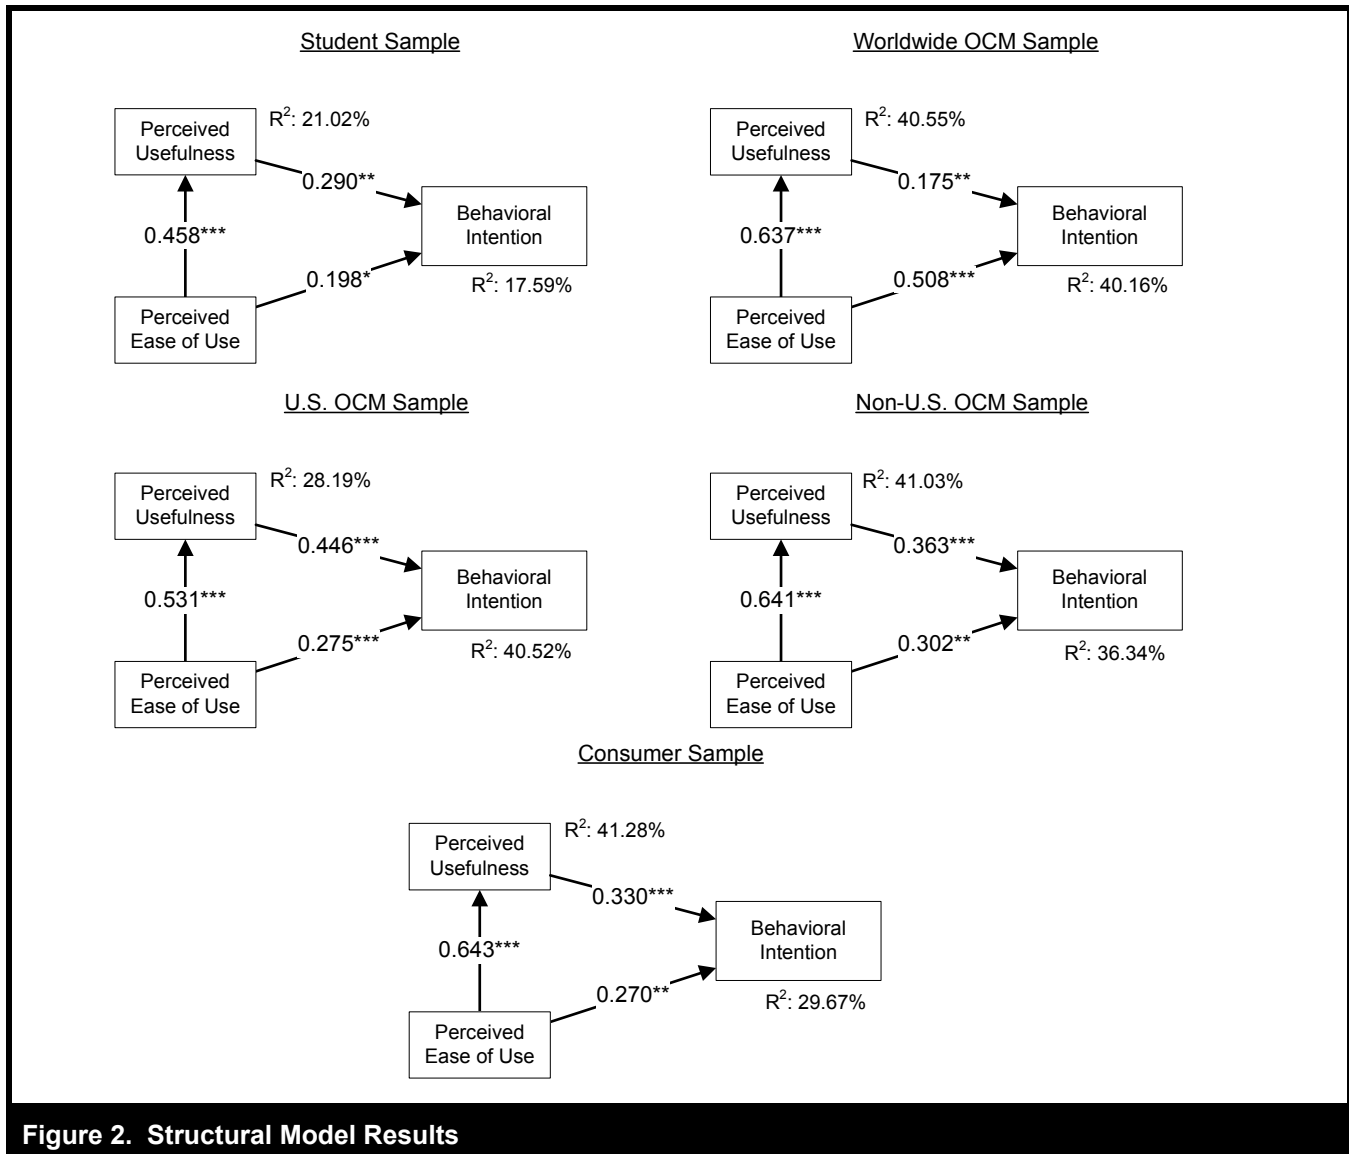 Student Sample
Perceived
Usefulness
R²: 21.02%
0.290**
Behavioral
Intention
0.458***
0.198*
R²: 17.59%
Perceived
Ease of Use
Worldwide OCM Sample
Perceived
Usefulness
R²: 40.55%
0.175**
Behavioral
Intention
0.637***
0.508***
R²: 40.16%
Perceived
Ease of Use
U.S. OCM Sample
Perceived
Usefulness
R²: 28.19%
0.446***
Behavioral
Intention
0.531***
0.275***
R²: 40.52%
Perceived
Ease of Use
Non-U.S. OCM Sample
Perceived
Usefulness
R²: 41.03%
0.363***
Behavioral
Intention
0.641***
0.302**
R²: 36.34%
Perceived
Ease of Use
Consumer Sample
Perceived
Usefulness
R²: 41.28%
0.330***
Behavioral
Intention
0.643***
0.270**
R²: 29.67%
Perceived
Ease of Use
Figure 2. Structural Model Results